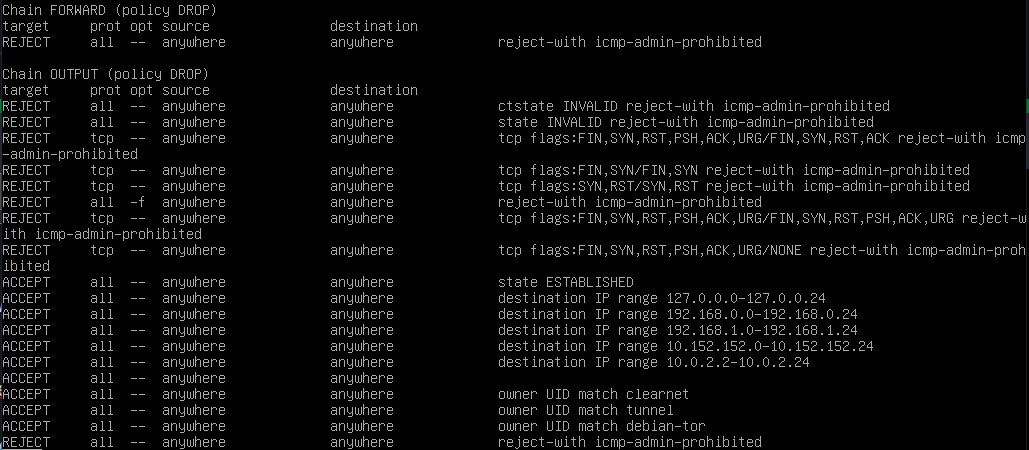 Chain FORWARD (policy DROP)
target     prot opt source               destination
REJECT     all  --  anywhere             anywhere             reject-with icmp-admin-prohibited

Chain OUTPUT (policy DROP)
target     prot opt source               destination
REJECT     all  --  anywhere             anywhere             ctstate INVALID reject-with icmp-admin-prohibited
REJECT     all  --  anywhere             anywhere             state INVALID reject-with icmp-admin-prohibited
REJECT     tcp  --  anywhere             anywhere             tcp flags:FIN,SYN,RST,PSH,ACK,URG/FIN,SYN,RST,ACK reject-with icmp
-admin-prohibited
REJECT     tcp  --  anywhere             anywhere             tcp flags:FIN,SYN/FIN,SYN reject-with icmp-admin-prohibited
REJECT     tcp  --  anywhere             anywhere             tcp flags:SYN,RST/SYN,RST reject-with icmp-admin-prohibited
REJECT     all  -f  anywhere             anywhere             reject-with icmp-admin-prohibited
REJECT     tcp  --  anywhere             anywhere             tcp flags:FIN,SYN,RST,PSH,ACK,URG/FIN,SYN,RST,PSH,ACK,URG reject-w
ith icmp-admin-prohibited
REJECT     tcp  --  anywhere             anywhere             tcp flags:FIN,SYN,RST,PSH,ACK,URG/NONE reject-with icmp-admin-proh
ibited
ACCEPT     all  --  anywhere             anywhere             state ESTABLISHED
ACCEPT     all  --  anywhere             anywhere             destination IP range 127.0.0.0-127.0.0.24
ACCEPT     all  --  anywhere             anywhere             destination IP range 192.168.0.0-192.168.0.24
ACCEPT     all  --  anywhere             anywhere             destination IP range 192.168.1.0-192.168.1.24
ACCEPT     all  --  anywhere             anywhere             destination IP range 10.152.152.0-10.152.152.24
ACCEPT     all  --  anywhere             anywhere             destination IP range 10.0.2.2-10.0.2.24
ACCEPT     all  --  anywhere             anywhere
ACCEPT     all  --  anywhere             anywhere             owner UID match clearnet
ACCEPT     all  --  anywhere             anywhere             owner UID match tunnel
ACCEPT     all  --  anywhere             anywhere             owner UID match debian-tor
REJECT     all  --  anywhere             anywhere             reject-with icmp-admin-prohibited